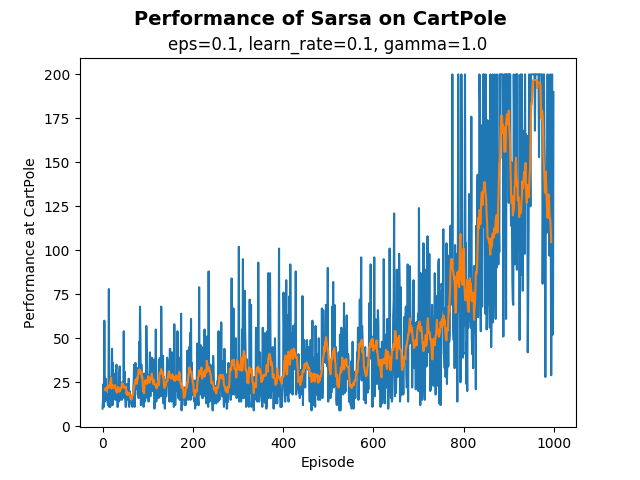 Performance of Sarsa on CartPole
eps=0.1, learn_rate=0.1, gamma=1.0
200
175
150
125
100
75
50
25
0
Performance at CartPole
0 200 400 600 800 1000
Episode